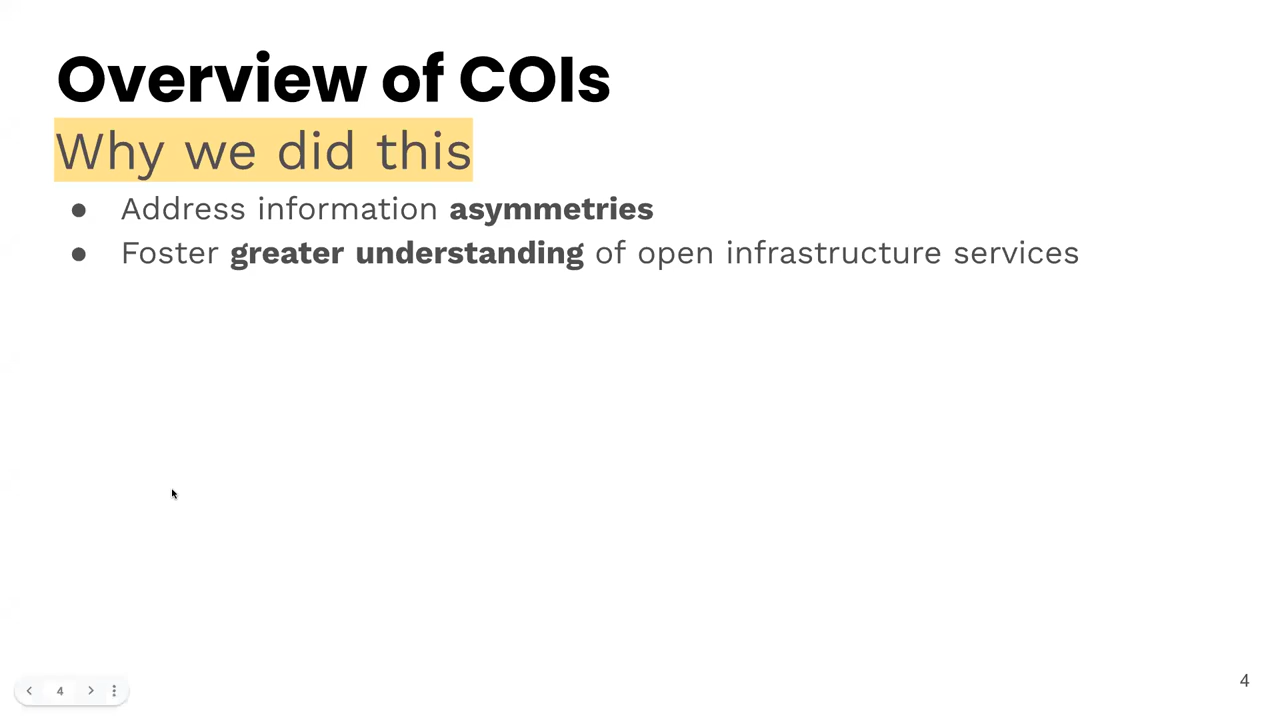 Overview of COIs
Why we did this
● Address information asymmetries
● Foster greater understanding of open infrastructure services
4
4